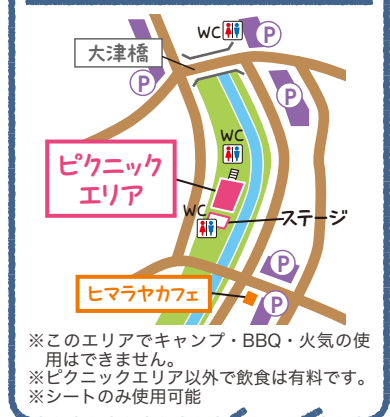 WC
P
大津橋
P
P
WC
ピクニック
エリア
WC
ステージ
P
ヒマラヤカフェ
P
※このエリアでキャンプ・BBQ・火気の使
用はできません。
※ピクニックエリア以外で飲食は有料です。
※シートのみ使用可能